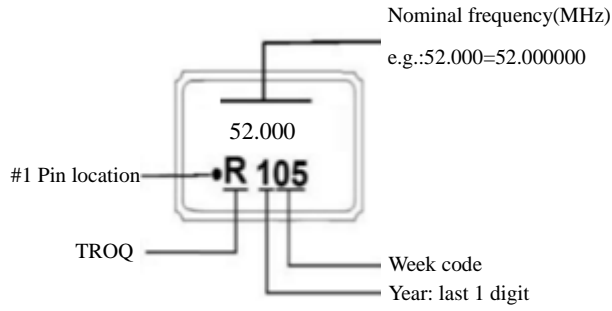 Nominal frequency(MHz)
e.g.:52.000=52.000000
52.000
#1 Pin location
R 105
TROQ
Week code
Year: last 1 digit